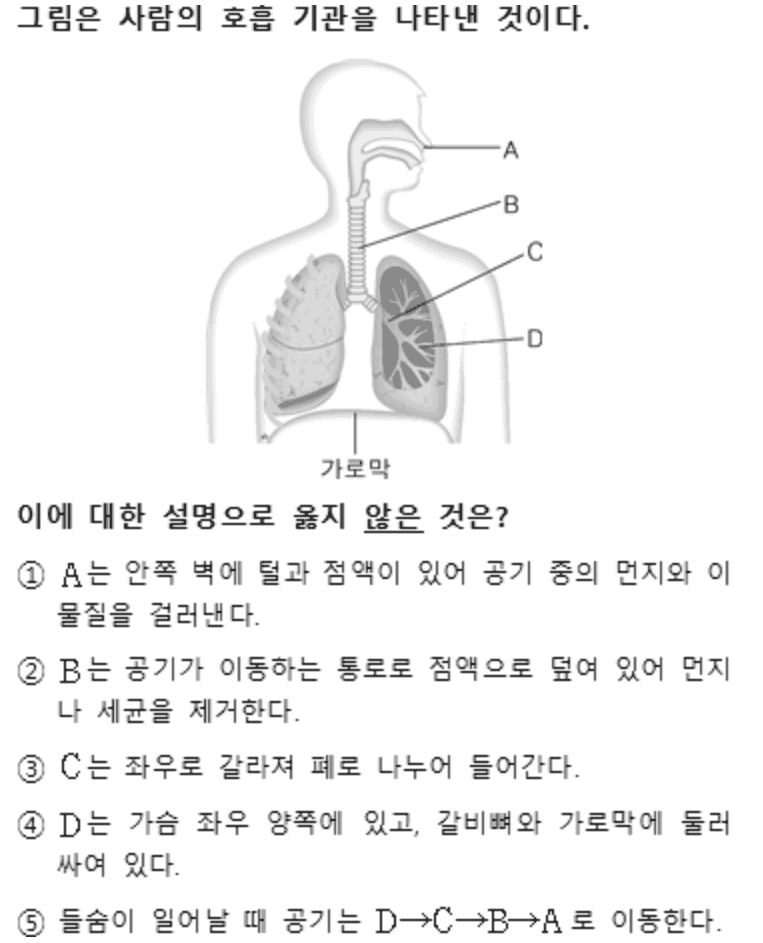 그림은 사람의 호흡 기관을 나타낸 것이다.
A
B
C
D
가로막
이에 대한 설명으로 옳지 않은 것은?
① A는 안쪽 벽에 털과 점액이 있어 공기 중의 먼지와 이
물질을 걸러낸다.
② B는 공기가 이동하는 통로로 점액으로 덮여 있어 먼지
나 세균을 제거한다.
③ C는 좌우로 갈라져 폐로 나누어 들어간다.
④ D는 가슴 좌우 양쪽에 있고, 갈비뼈와 가로막에 둘러
싸여 있다.
⑤ 들숨이 일어날 때 공기는 D→C→B→A 로 이동한다.